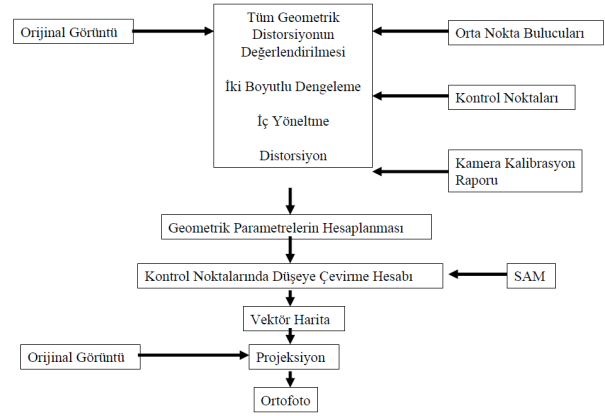 Orijinal Görüntü
Tüm Geometrik
Distorsiyonun
Değerlendirilmesi
İki Boyutlu Dengeleme
İç Yöneltme
Distorsiyon
Orta Nokta Bulucuları
Kontrol Noktaları
Kamera Kalibrasyon
Raporu
Geometrik Parametrelerin Hesaplanması
Kontrol Noktalarında Düşeye Çevirme Hesabı
SAM
Vektör Harita
Orijinal Görüntü
Projeksiyon
Ortofoto